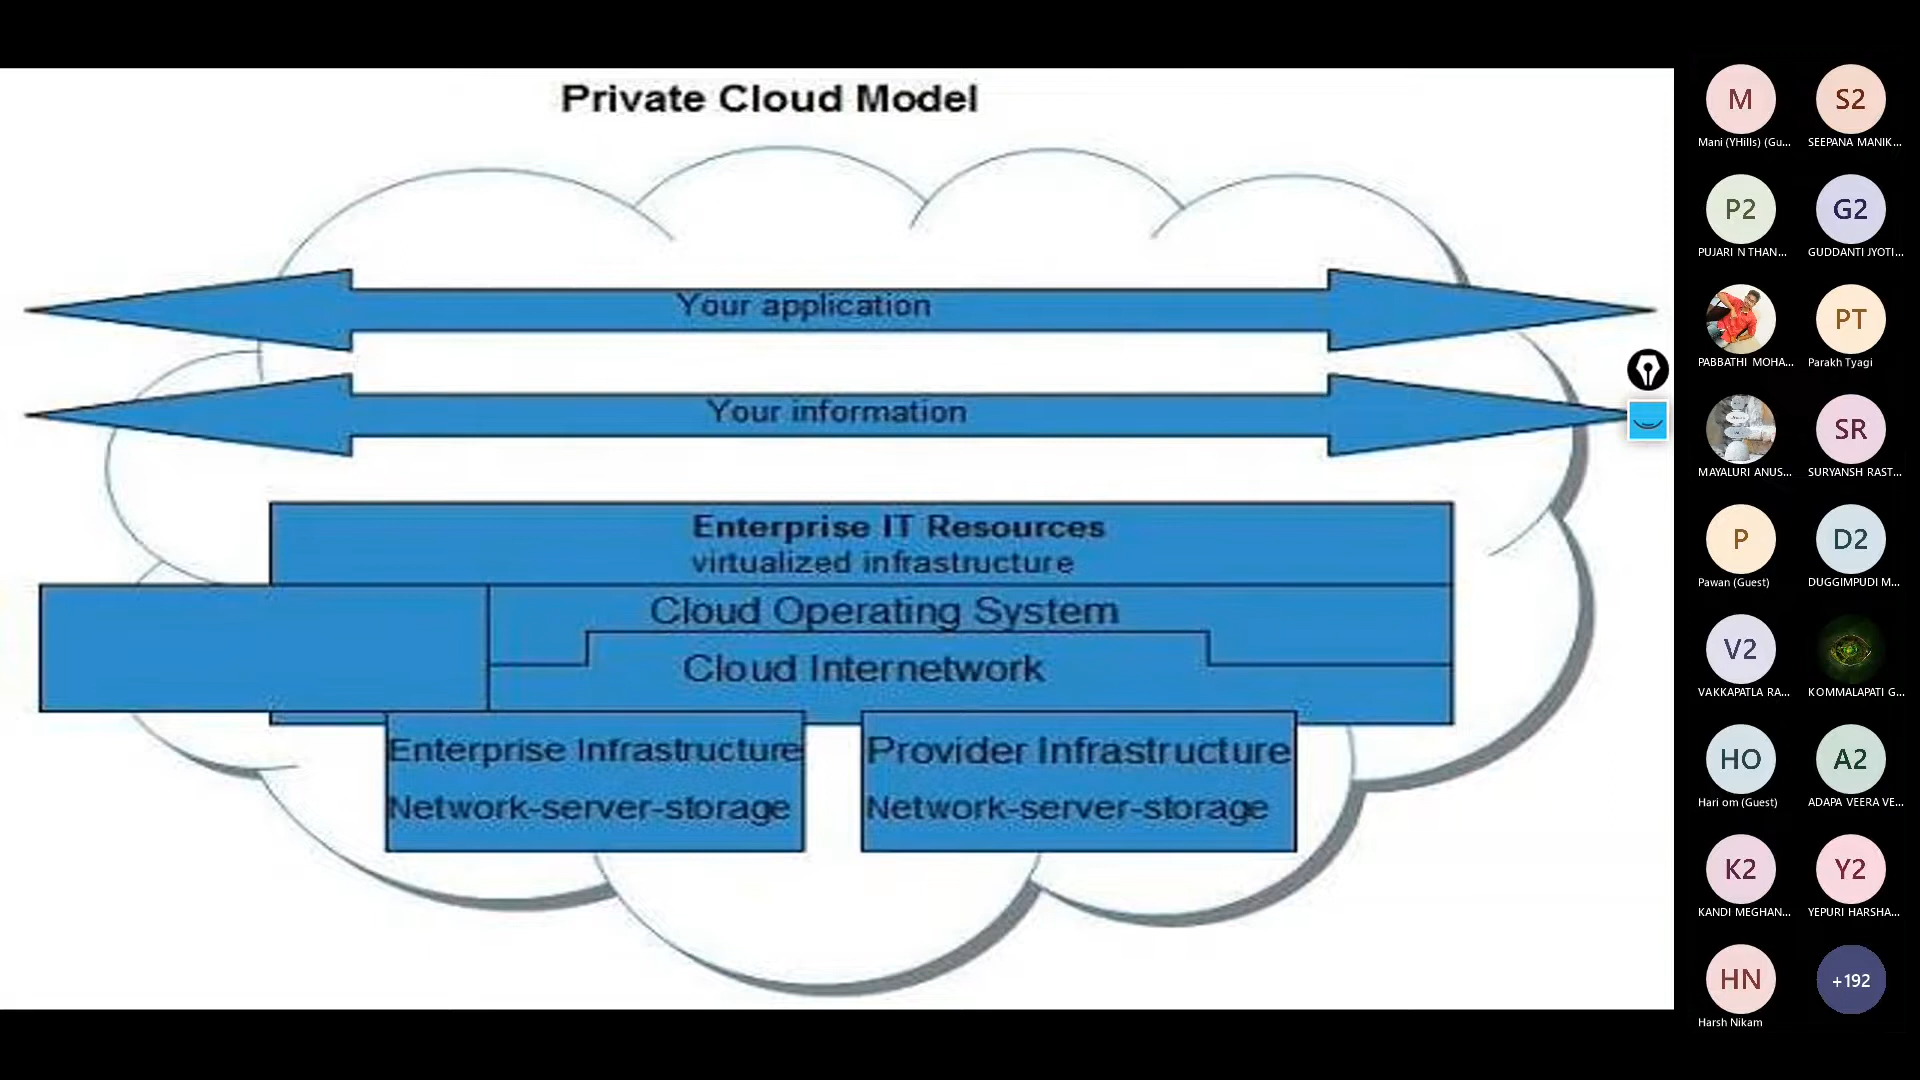 Private Cloud Model
Your application
Your information
Enterprise IT Resources
virtualized infrastructure
Cloud Operating System
Cloud Internetwork
Enterprise Infrastructure
Network-server-storage
Provider Infrastructure
Network-server-storage
M
Mani (YHills) (Gu...
S2
SEEPANA MANIK...
P2
PUJARI N THAN...
G2
GUDDANTI JYOTI...
PABBATHI MOHA...
PT
Parakh Tyagi
MAYALURI ANUS...
SR
SURYANSH RAST...
P
Pawan (Guest)
D2
DUGGIMPUDI M...
V2
VAKKAPATLA RA...
KOMMALAPATI G...
HO
Hari om (Guest)
A2
ADAPA VEERA VE...
K2
KANDI MEGHAN...
Y2
YEPURI HARSHA...
HN
Harsh Nikam
+192